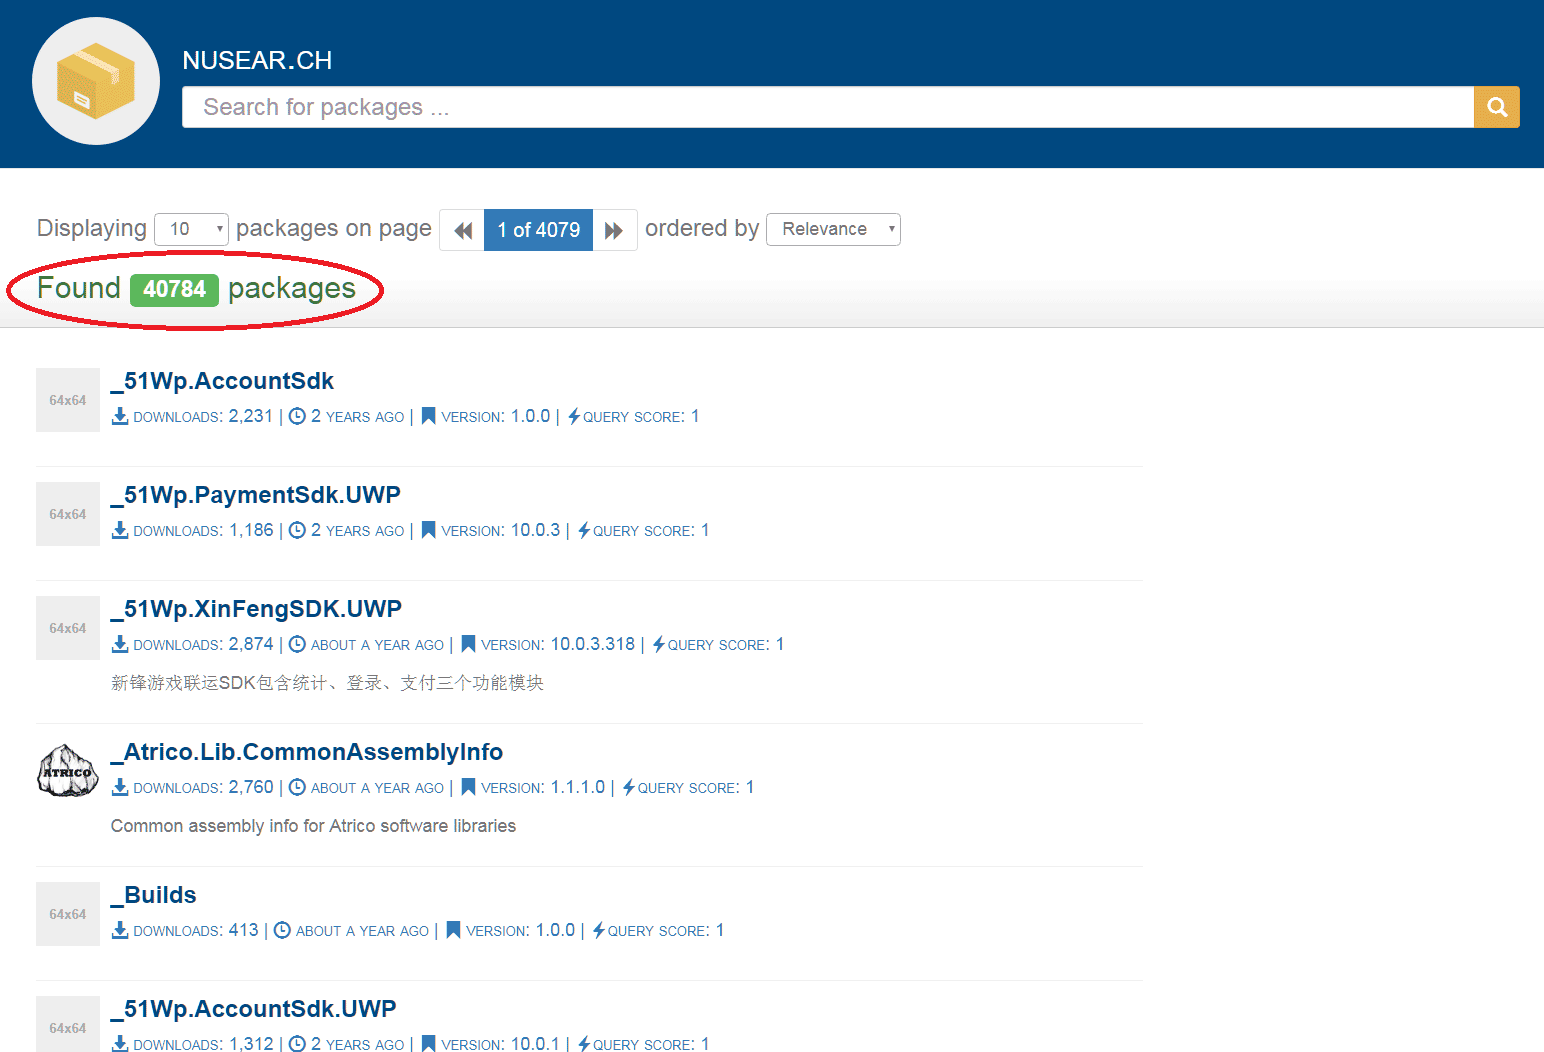 NUSEAR.CH
Search for packages ...
Displaying 10 packages on page 1 of 4079 ordered by Relevance
Found 40784 packages
64x64
_51Wp.AccountSdk
DOWNLOADS: 2,231 | 2 YEARS AGO | VERSION: 1.0.0 | QUERY SCORE: 1
64x64
_51Wp.PaymentSdk.UWP
DOWNLOADS: 1,186 | 2 YEARS AGO | VERSION: 10.0.3 | QUERY SCORE: 1
64x64
_51Wp.XinFengSDK.UWP
DOWNLOADS: 2,874 | ABOUT A YEAR AGO | VERSION: 10.0.3.318 | QUERY SCORE: 1
新锋游戏联运SDK包含统计、登录、支付三个功能模块
ATRICO
_Atrico.Lib.CommonAssemblyInfo
DOWNLOADS: 2,760 | ABOUT A YEAR AGO | VERSION: 1.1.1.0 | QUERY SCORE: 1
Common assembly info for Atrico software libraries
64x64
_Builds
DOWNLOADS: 413 | ABOUT A YEAR AGO | VERSION: 1.0.0 | QUERY SCORE: 1
64x64
_51Wp.AccountSdk.UWP
DOWNLOADS: 1,312 | 2 YEARS AGO | VERSION: 10.0.1 | QUERY SCORE: 1